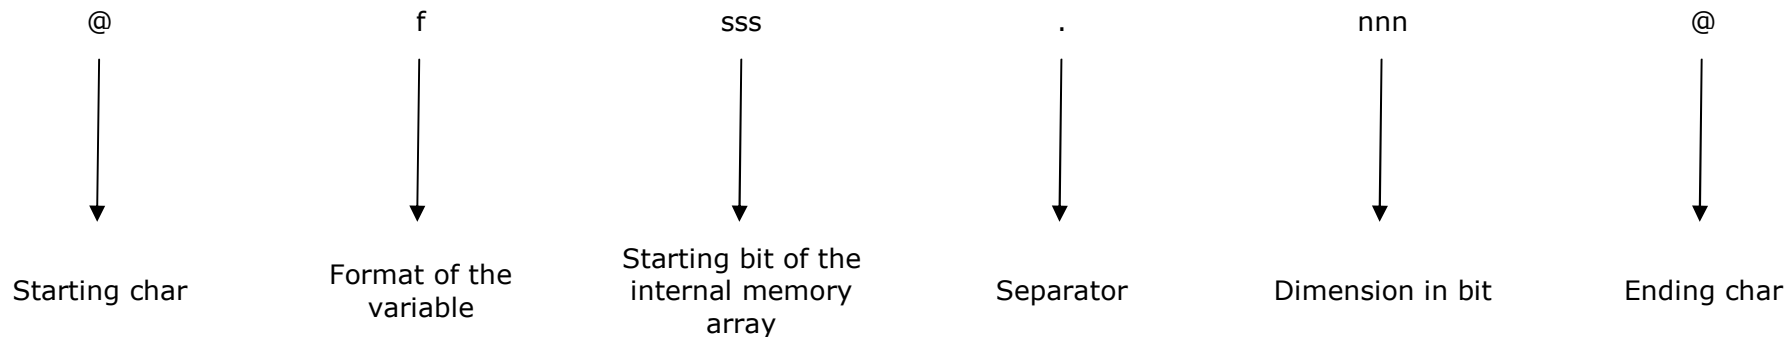 @ f sss . nnn @
Starting char
Format of the
variable
Starting bit of the
internal memory
array
Separator
Dimension in bit
Ending char